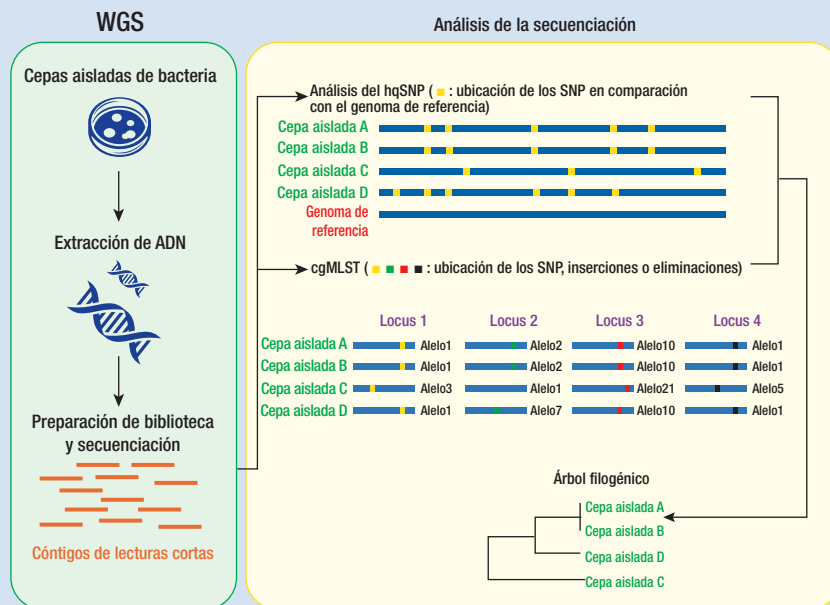 WGS
Cepas aisladas de bacteria
Extracción de ADN
Preparación de biblioteca
y secuenciación
Cóntigos de lecturas cortas
Análisis de la secuenciación
Análisis del hqSNP ( : ubicación de los SNP en comparación
con el genoma de referencia)
Cepa aislada A
Cepa aislada B
Cepa aislada C
Cepa aislada D
Genoma de
referencia
cgMLST ( : ubicación de los SNP, inserciones o eliminaciones)
Locus 1 Locus 2 Locus 3 Locus 4
Cepa aislada A Alelo1 Alelo2 Alelo10 Alelo1
Cepa aislada B Alelo1 Alelo2 Alelo10 Alelo1
Cepa aislada C Alelo3 Alelo1 Alelo21 Alelo5
Cepa aislada D Alelo1 Alelo7 Alelo10 Alelo1
Árbol filogénico
Cepa aislada A
Cepa aislada B
Cepa aislada D
Cepa aislada C